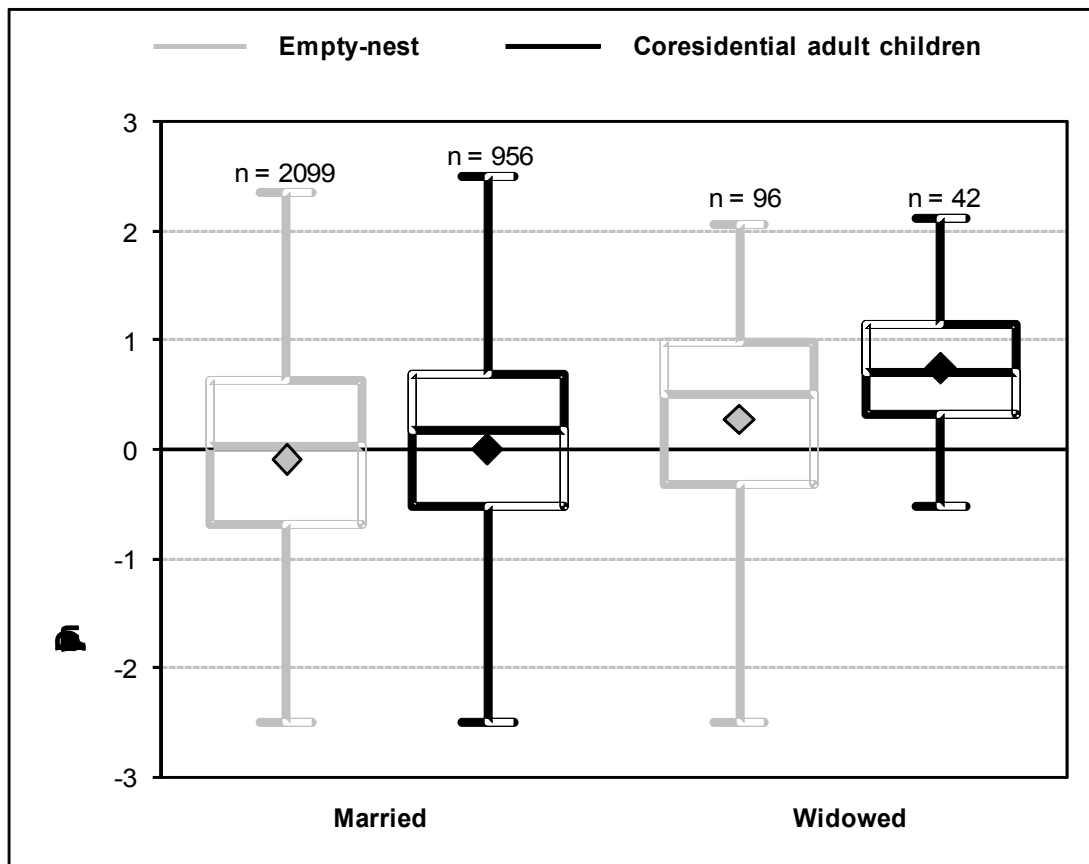 Empty-nest Coresidential adult children
3
n = 2099 n = 956 n = 96 n = 42
2
1
0
-1
-2
-3
Married Widowed